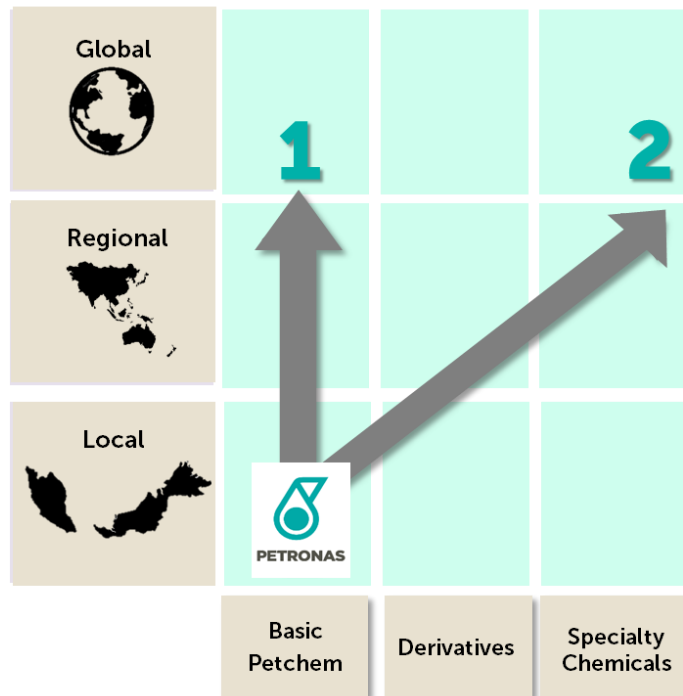 Global
1
2
Regional
Local
PETRONAS
Basic
Petchem
Derivatives
Specialty
Chemicals